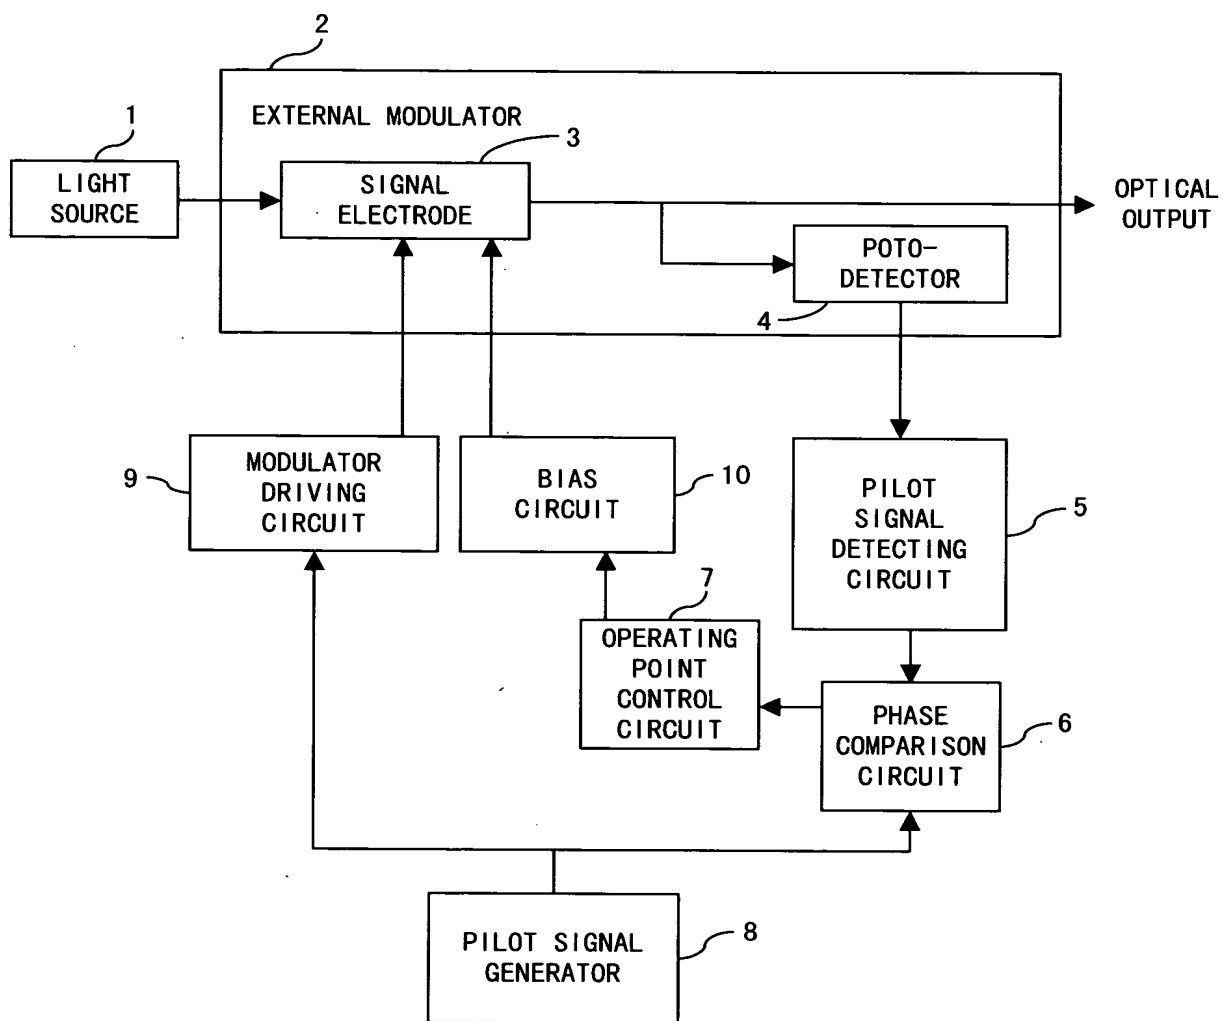 2
EXTERNAL MODULATOR
1
LIGHT
SOURCE
3
SIGNAL
ELECTRODE
OPTICAL
OUTPUT
POTO-
DETECTOR
4
9
MODULATOR
DRIVING
CIRCUIT
BIAS
CIRCUIT
10
PILOT
SIGNAL
DETECTING
CIRCUIT
5
7
OPERATING
POINT
CONTROL
CIRCUIT
PHASE
COMPARISON
CIRCUIT
6
PILOT SIGNAL
GENERATOR
8